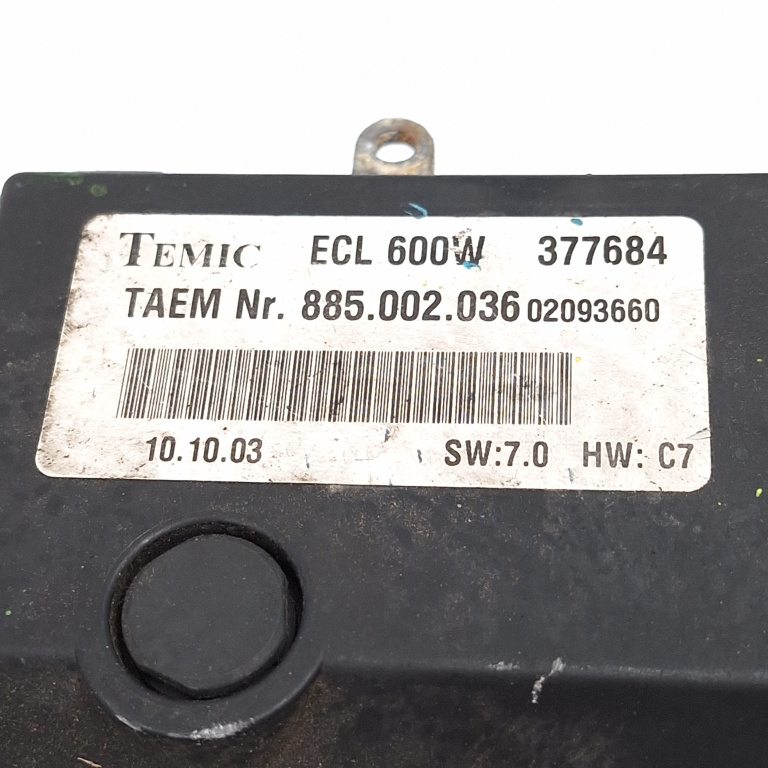 TEMIC ECL 600W 377684
TAEM Nr. 885.002.036 02093660
10.10.03 SW:7.0 HW: C7